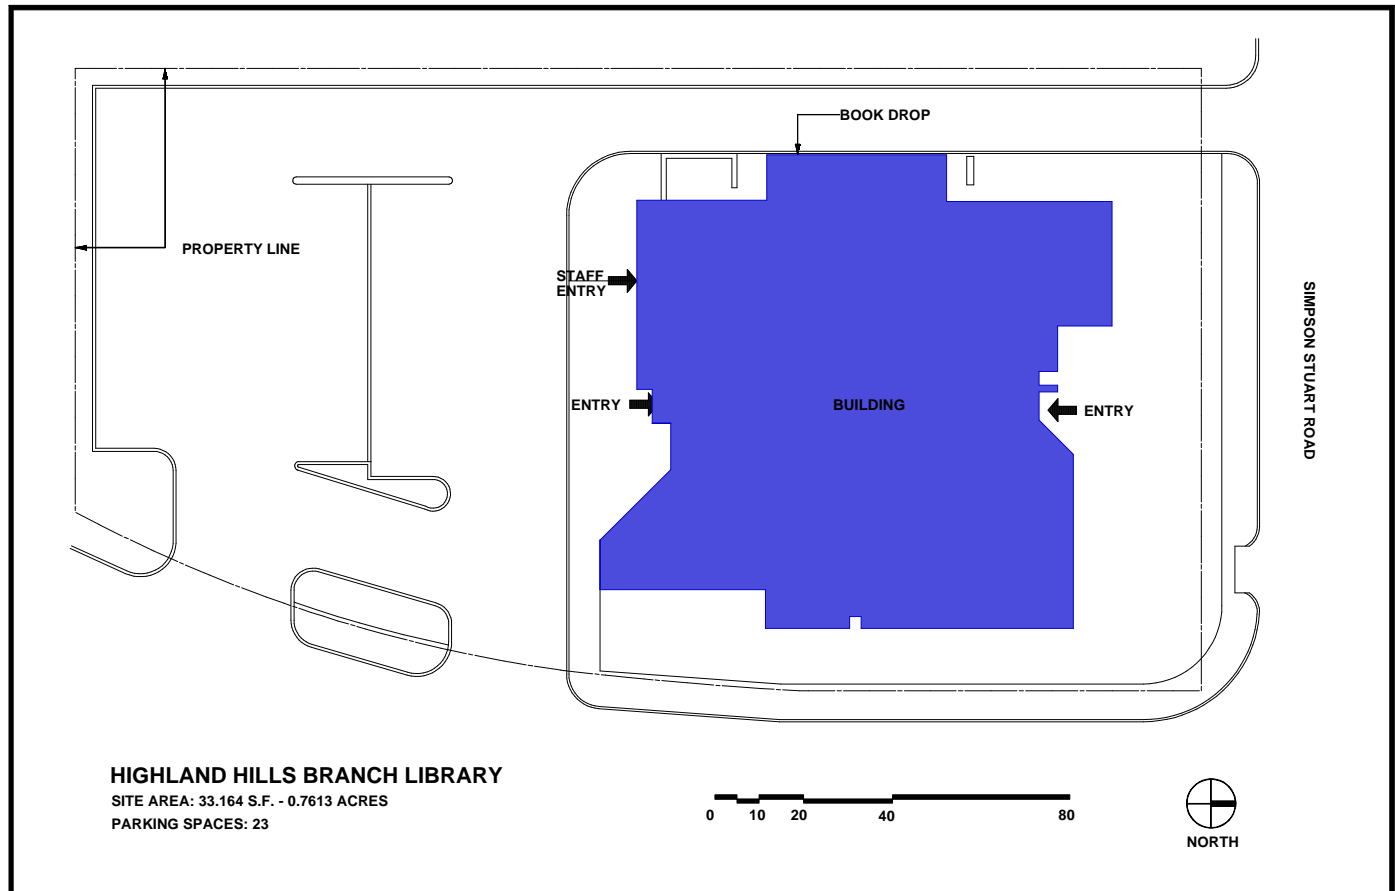 BOOK DROP
PROPERTY LINE
STAFF
ENTRY
SIMPSON STUART ROAD
ENTRY
BUILDING
ENTRY
HIGHLAND HILLS BRANCH LIBRARY
SITE AREA: 33.164 S.F. - 0.7613 ACRES
PARKING SPACES: 23
0 10 20 40 80
NORTH